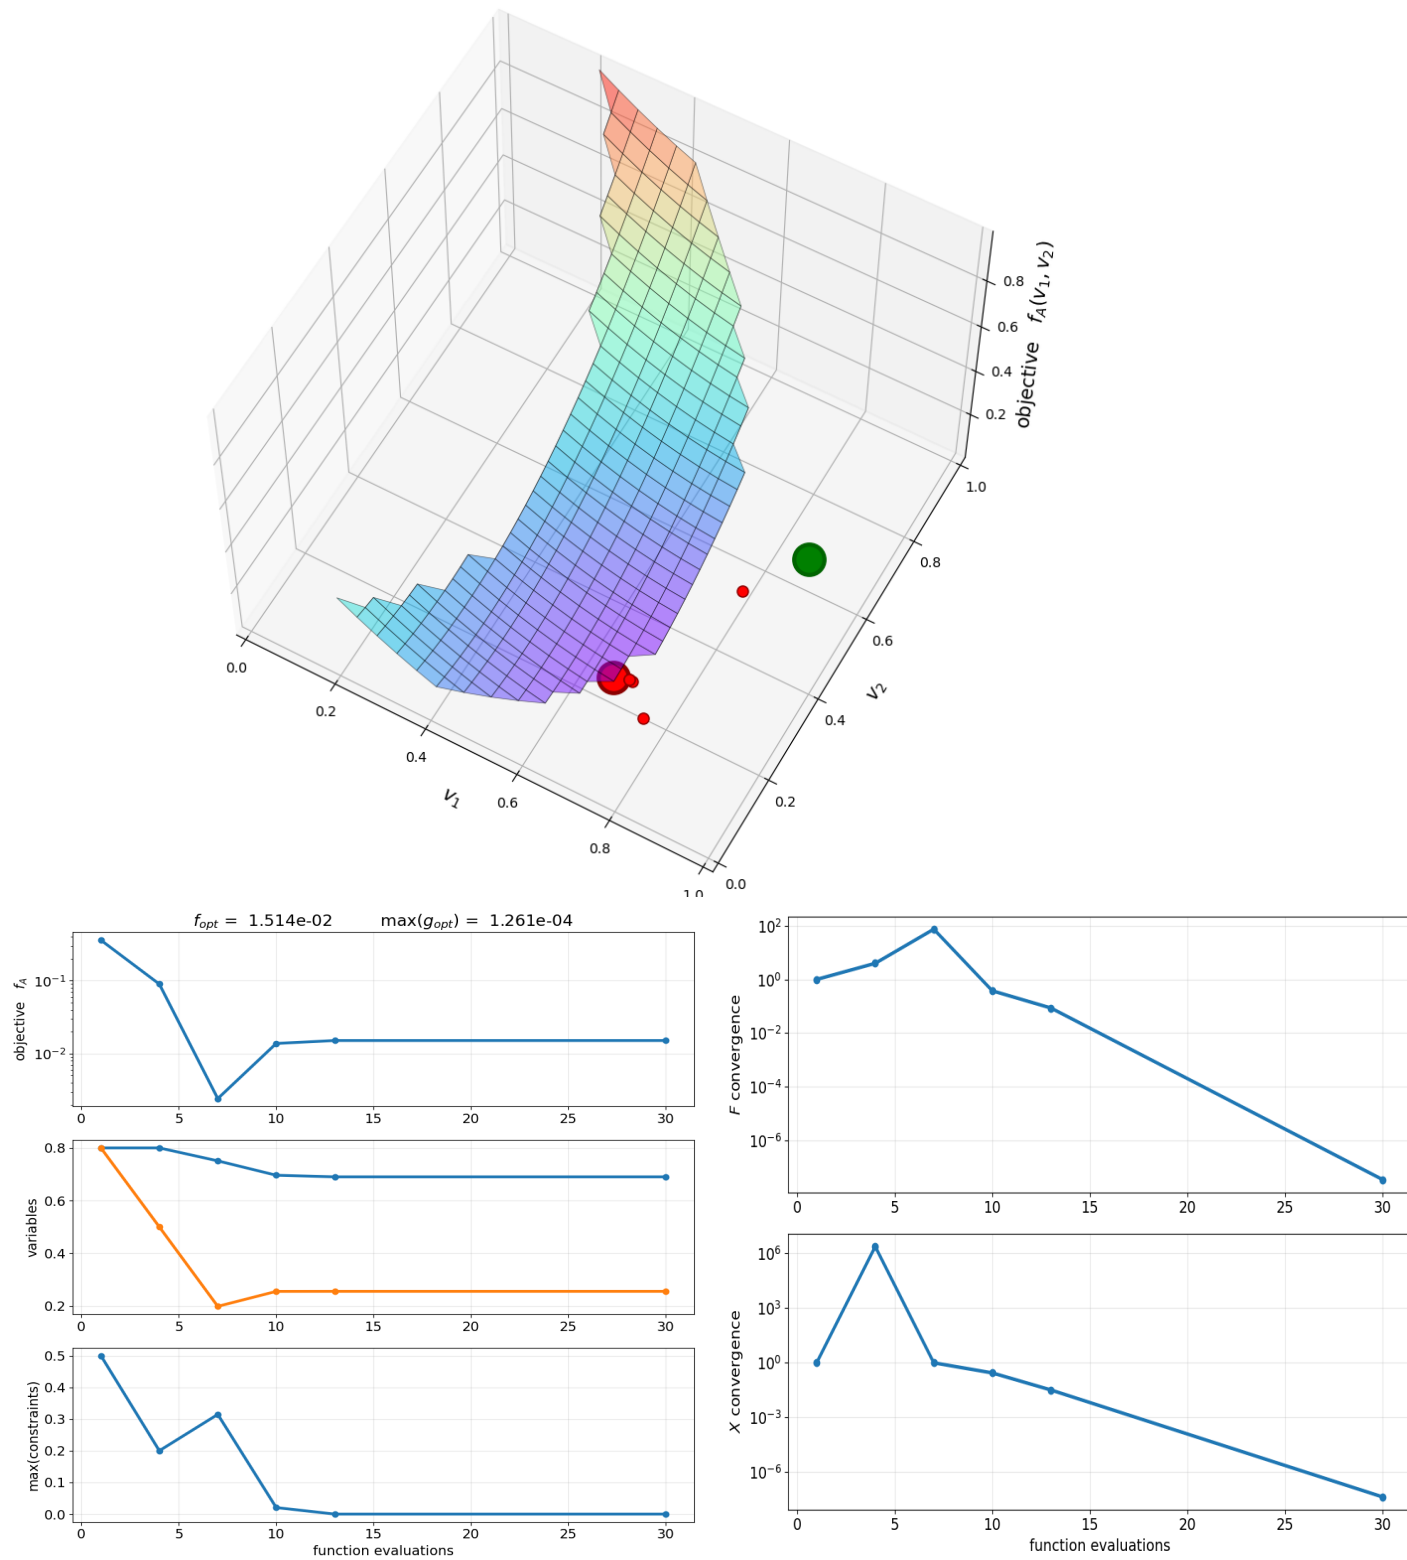 objective f_A(v_1, v_2)
0.8
0.6
0.4
0.2
1.0
0.8
0.6
0.4
0.2
0.0
v_2
0.0
0.2
0.4
0.6
0.8
1.0
v_1
f_opt = 1.514e-02 max(g_opt) = 1.261e-04
objective f_A
10^-1
10^-2
0 5 10 15 20 25 30
variables
0.8
0.6
0.4
0.2
0 5 10 15 20 25 30
max(constraints)
0.5
0.4
0.3
0.2
0.1
0.0
0 5 10 15 20 25 30
function evaluations
F convergence
10^2
10^0
10^-2
10^-4
10^-6
0 5 10 15 20 25 30
X convergence
10^6
10^3
10^0
10^-3
10^-6
0 5 10 15 20 25 30
function evaluations